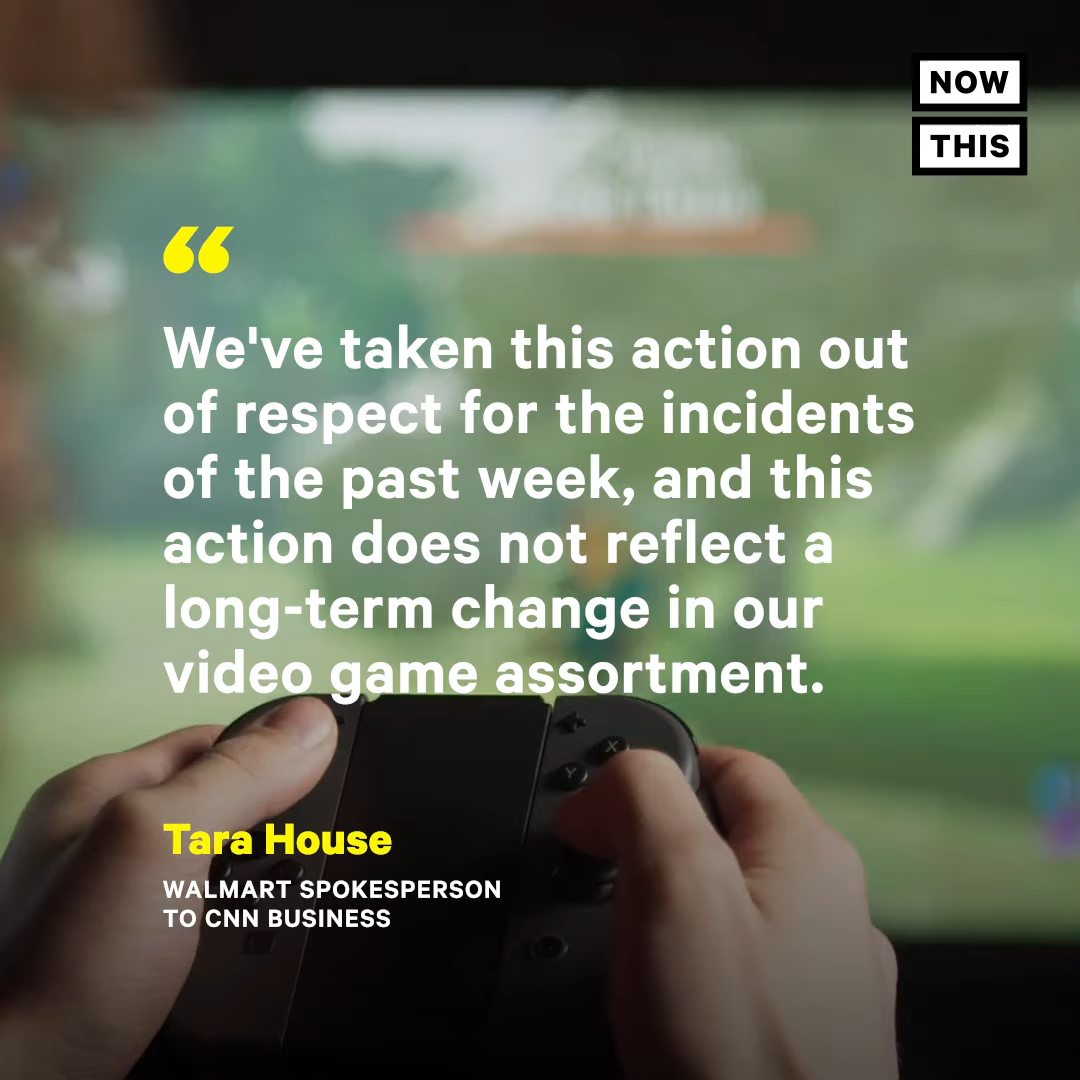 NOW
THIS
“
We've taken this action out
of respect for the incidents
of the past week, and this
action does not reflect a
long-term change in our
video game assortment.
X
Y
Tara House
WALMART SPOKESPERSON
TO CNN BUSINESS